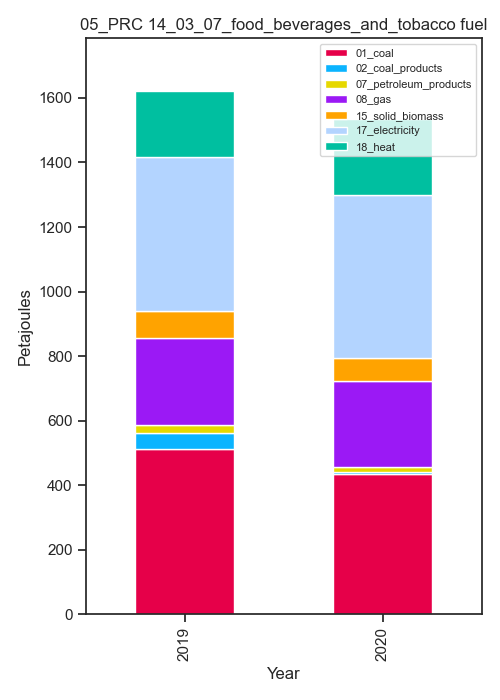 05_PRC 14_03_07_food_beverages_and_tobacco fuel
01_coal
02_coal_products
07_petroleum_products
08_gas
15_solid_biomass
17_electricity
18_heat
1600
1400
1200
1000
800
600
400
200
0
Petajoules
2019
2020
Year